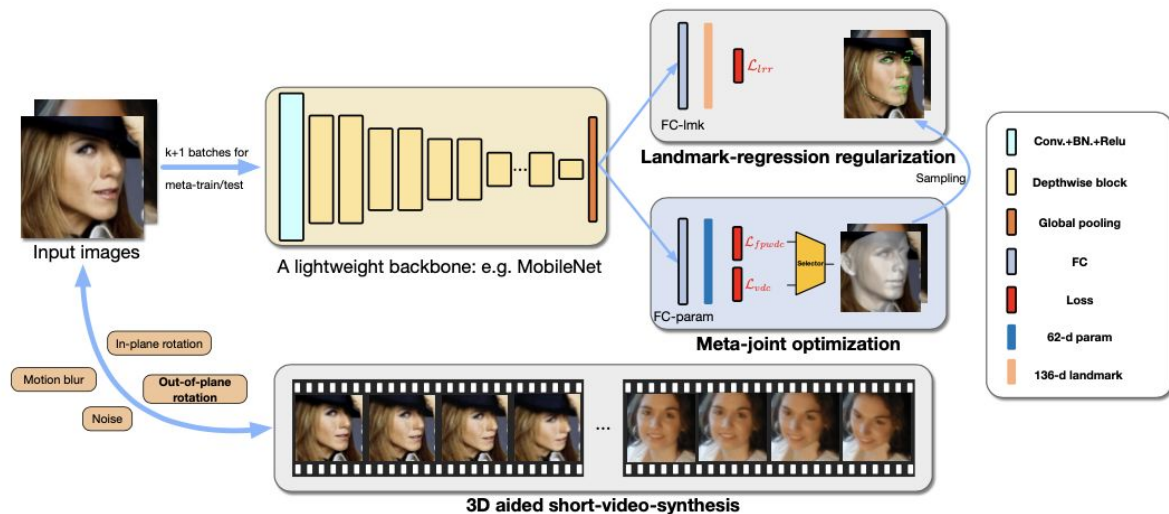 k+1 batches for
meta-train/test
Input images
A lightweight backbone: e.g. MobileNet
FC-lmk
ℒlrr
Landmark-regression regularization
Sampling
FC-param
ℒfpwdc
ℒvdc
Selector
Meta-joint optimization
Conv.+BN.+Relu
Depthwise block
Global pooling
FC
Loss
62-d param
136-d landmark
In-plane rotation
Motion blur
Out-of-plane
rotation
Noise
...
...
3D aided short-video-synthesis